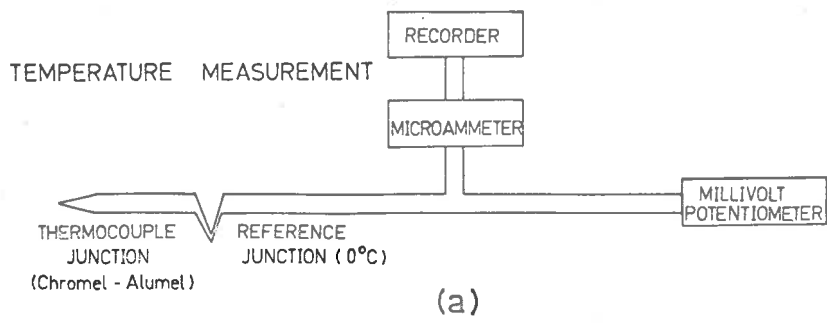 RECORDER
TEMPERATURE MEASUREMENT
MICROAMMETER
MILLIVOLT
POTENTIOMETER
THERMOCOUPLE
JUNCTION
(Chromel - Alumel)
REFERENCE
JUNCTION (0°C)
(a)